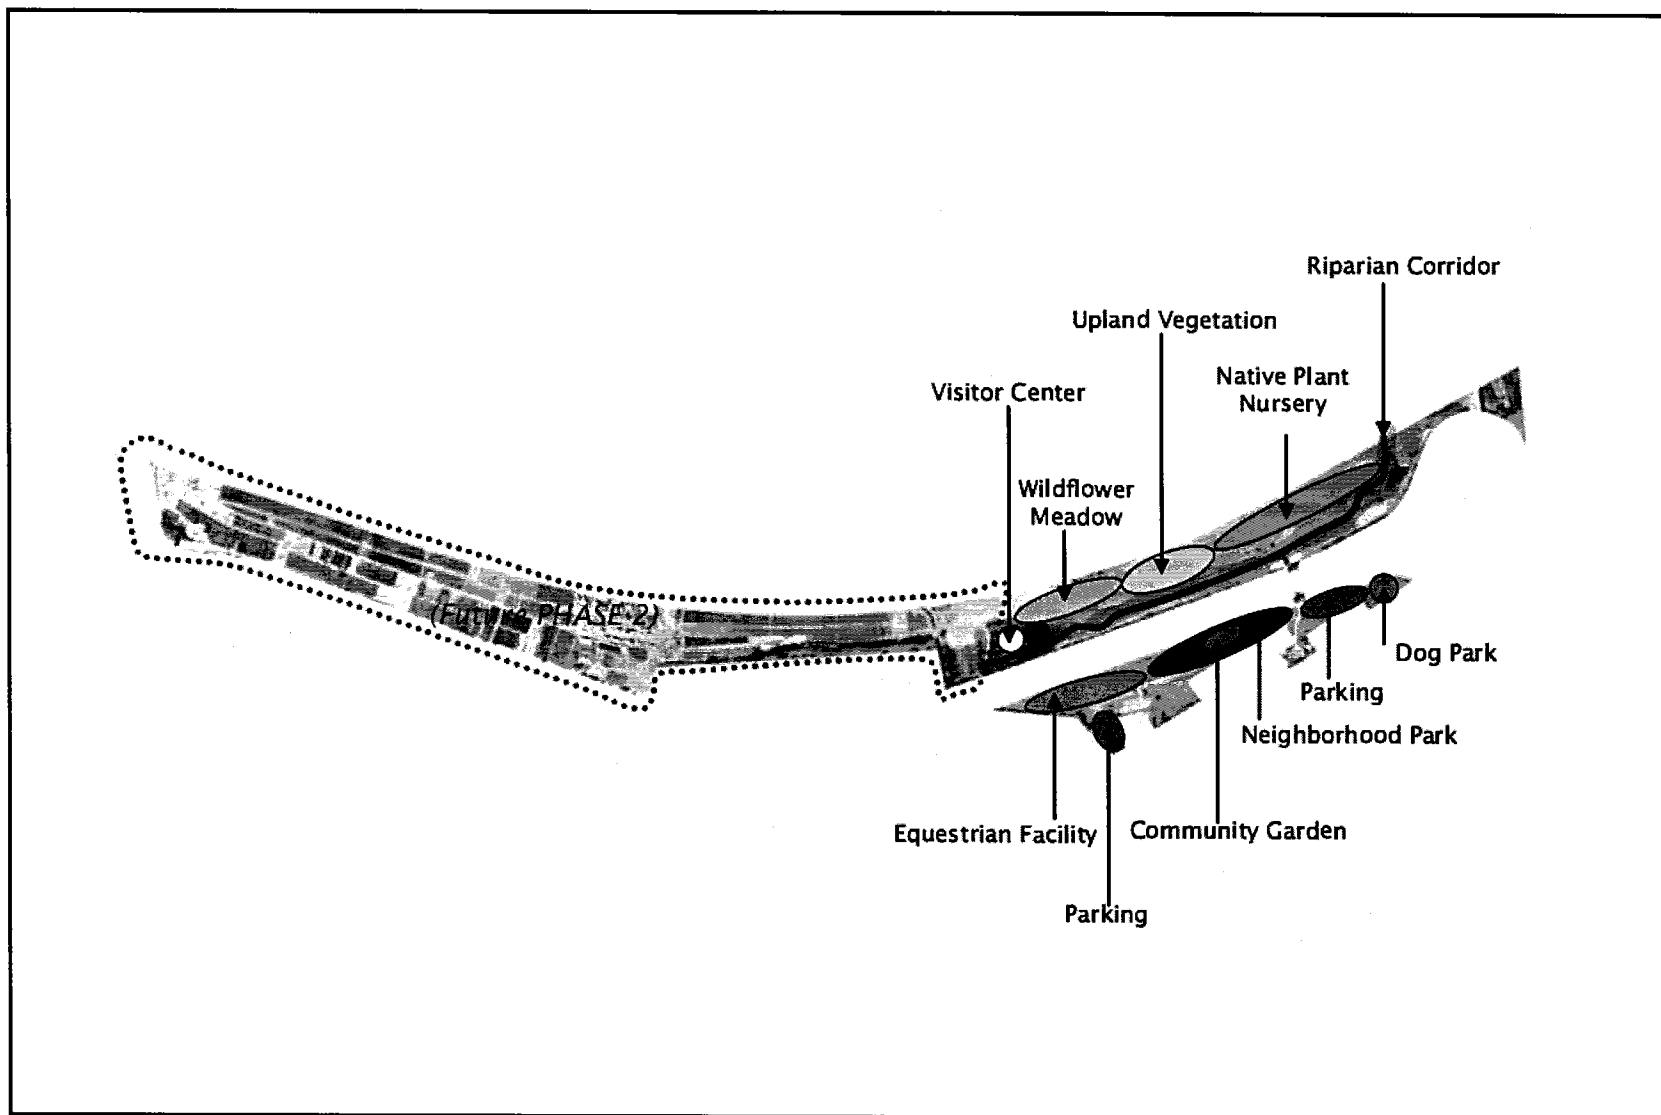 Riparian Corridor
Upland Vegetation
Native Plant
Nursery
Visitor Center
Wildflower
Meadow
(Future PHASE 2)
Dog Park
Parking
Neighborhood Park
Equestrian Facility
Community Garden
Parking